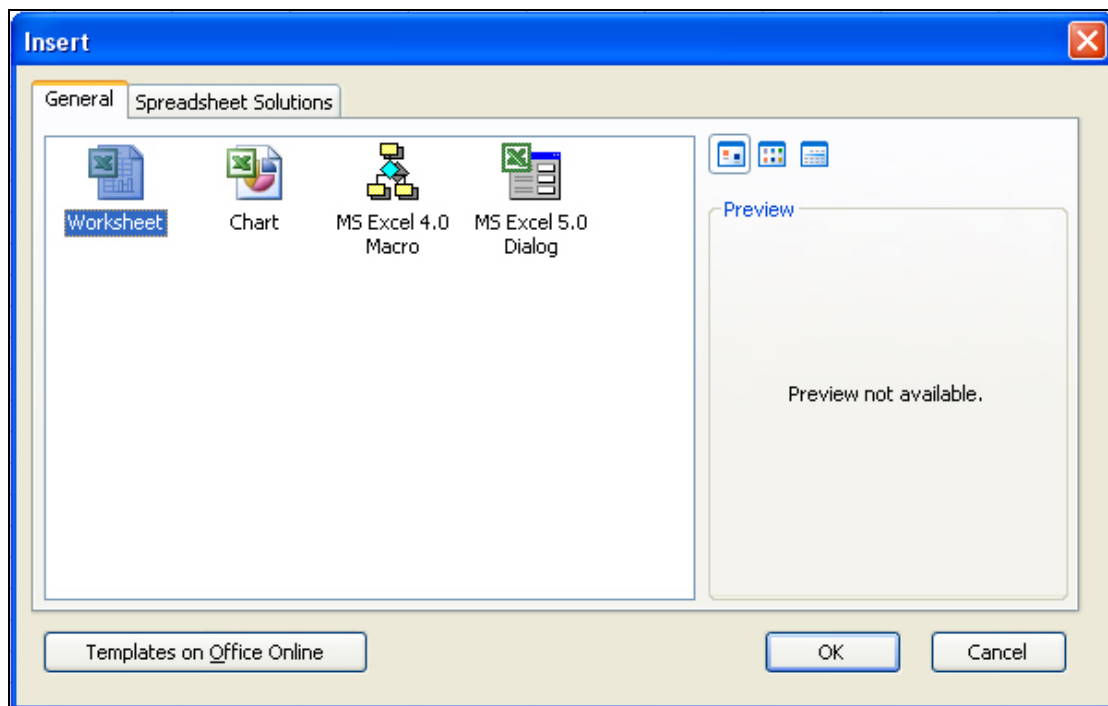 Insert
General
Spreadsheet Solutions
Worksheet
Chart
MS Excel 4.0
Macro
MS Excel 5.0
Dialog
Preview
Preview not available.
Templates on Office Online
OK
Cancel